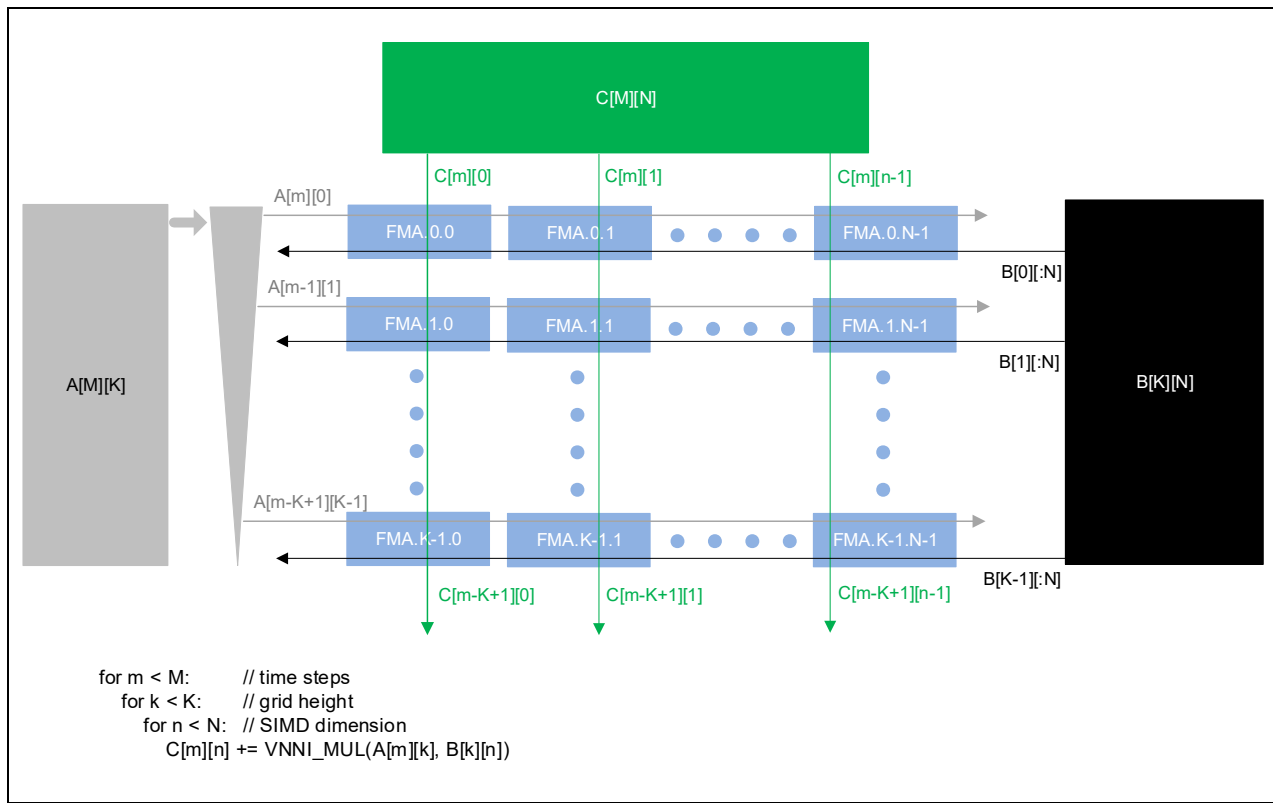 C[M][N]
C[m][0]
C[m][1]
C[m][n-1]
A[m][0]
FMA.0.0
FMA.0.1
FMA.0.N-1
B[0][:N]
A[m-1][1]
FMA.1.0
FMA.1.1
FMA.1.N-1
B[1][:N]
A[M][K]
B[K][N]
A[m-K+1][K-1]
FMA.K-1.0
FMA.K-1.1
FMA.K-1.N-1
B[K-1][:N]
C[m-K+1][0]
C[m-K+1][1]
C[m-K+1][n-1]
for m < M: // time steps
for k < K: // grid height
for n < N: // SIMD dimension
C[m][n] += VNNI_MUL(A[m][k], B[k][n])